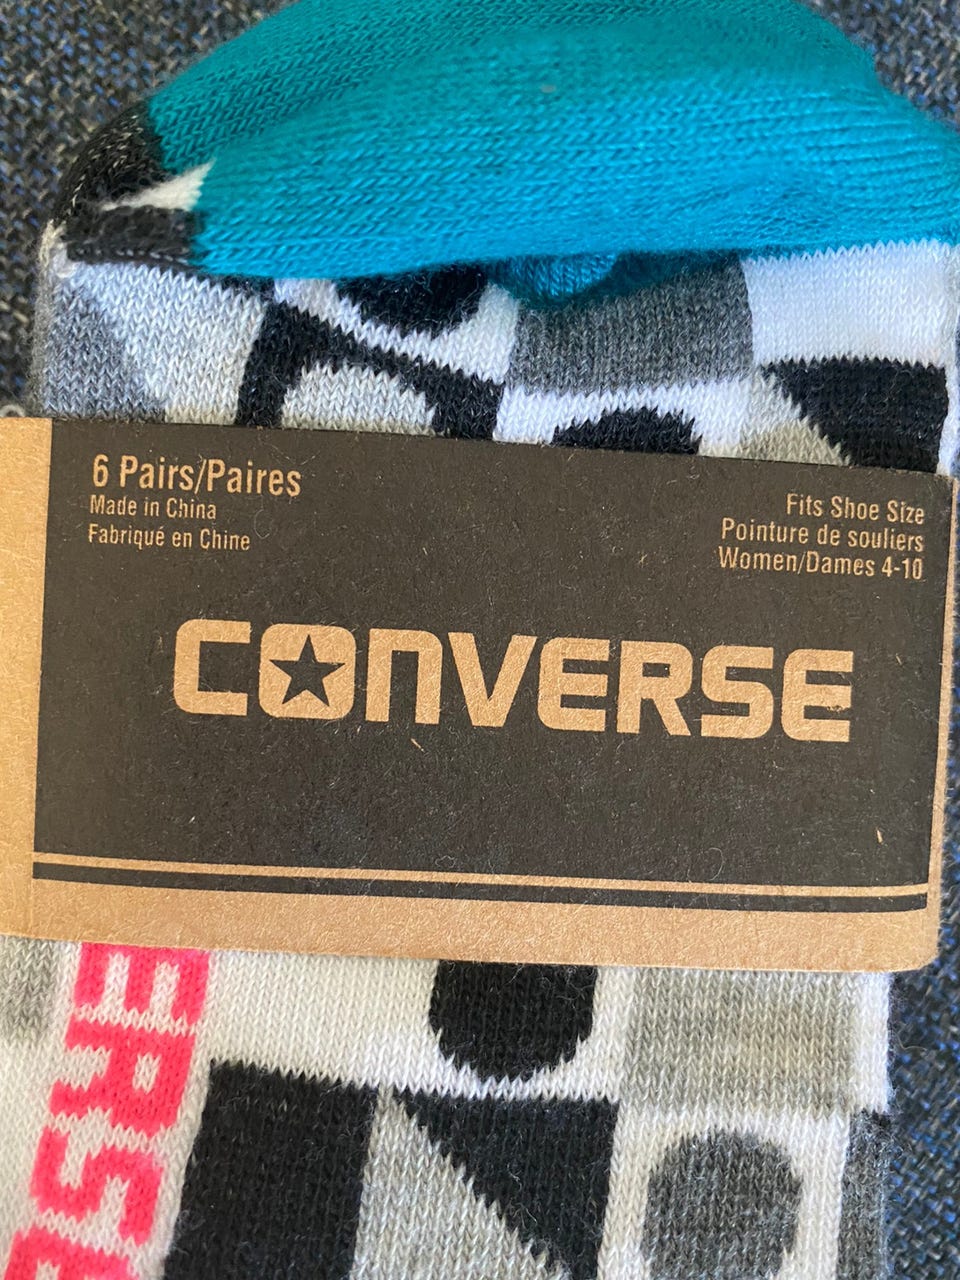 6 Pairs/Paires
Made in China
Fabriqué en Chine
Fits Shoe Size
Pointure de souliers
Women/Dames 4-10
CONVERSE
ERSE